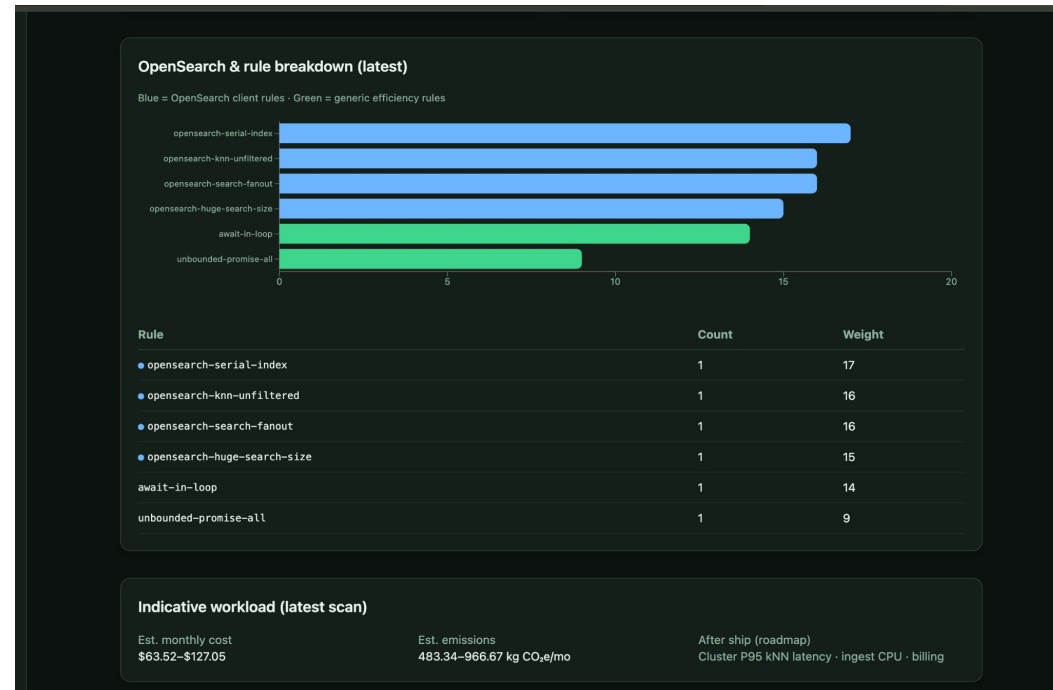 OpenSearch & rule breakdown (latest)
Blue = OpenSearch client rules · Green = generic efficiency rules
opensearch-serial-index
opensearch-knn-unfiltered
opensearch-search-fanout
opensearch-huge-search-size
await-in-loop
unbounded-promise-all
0 5 10 15 20
Rule Count Weight
opensearch-serial-index 1 17
opensearch-knn-unfiltered 1 16
opensearch-search-fanout 1 16
opensearch-huge-search-size 1 15
await-in-loop 1 14
unbounded-promise-all 1 9
Indicative workload (latest scan)
Est. monthly cost Est. emissions After ship (roadmap)
$63.52–$127.05 483.34–966.67 kg CO₂e/mo Cluster P95 kNN latency · ingest CPU · billing